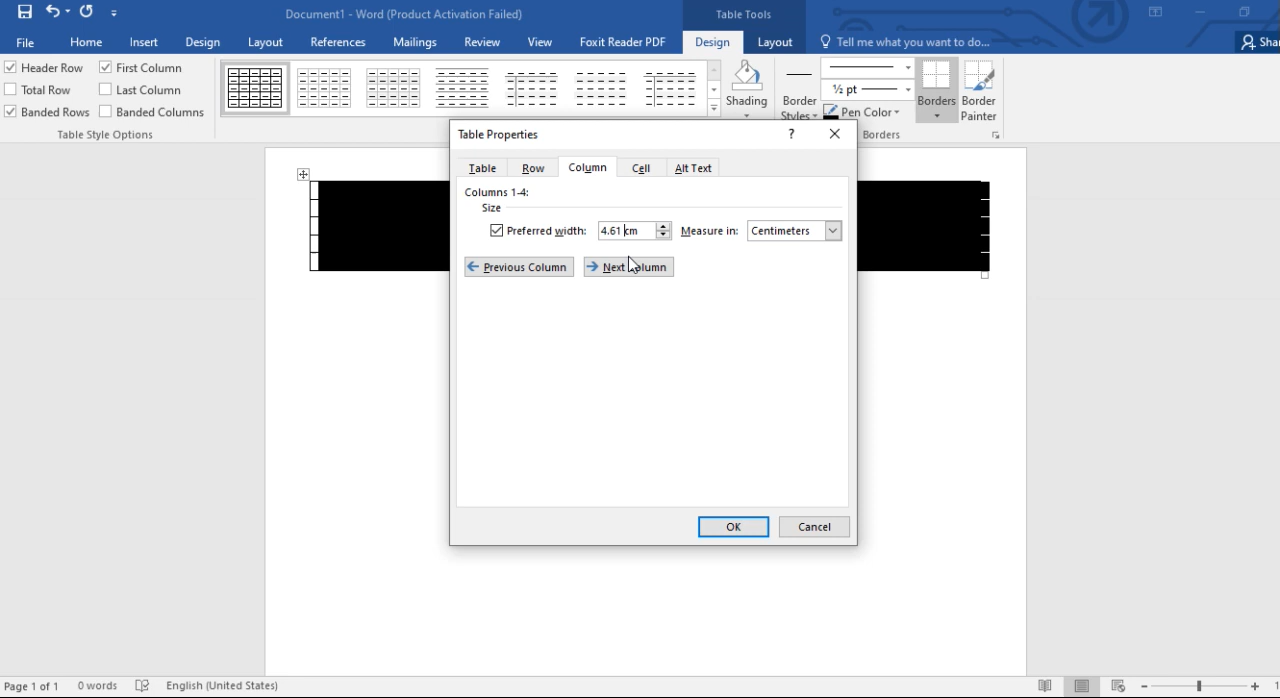 Document1 - Word (Product Activation Failed)
Table Tools
File Home Insert Design Layout References Mailings Review View Foxit Reader PDF Design Layout Tell me what you want to do...
Header Row First Column
Total Row Last Column
Banded Rows Banded Columns
Table Style Options
Shading
Border Styles
½ pt
Pen Color
Borders
Border Painter
Borders
Table Properties ? ×
Table Row Column Cell Alt Text
Columns 1-4:
Size
Preferred width: 4.61 cm Measure in: Centimeters
Previous Column Next
OK Cancel
Page 1 of 1 0 words English (United States)